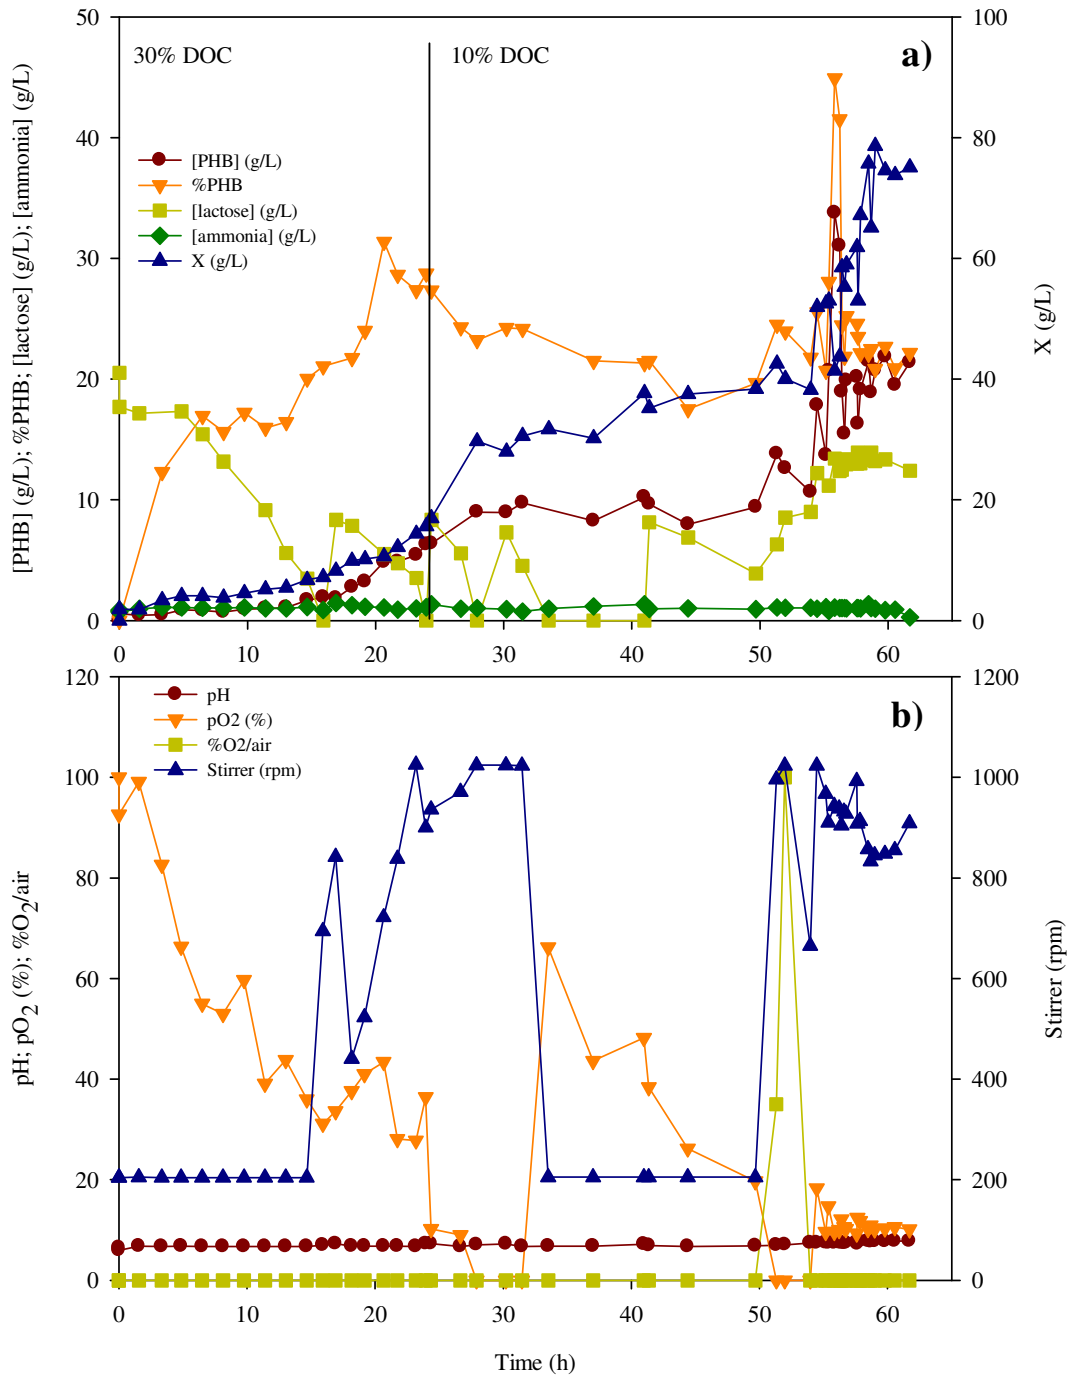 [PHB] (g/L); %PHB; [lactose] (g/L); [ammonia] (g/L)
50
40
30
20
10
0
30% DOC
10% DOC
a)
[PHB] (g/L)
%PHB
[lactose] (g/L)
[ammonia] (g/L)
X (g/L)
100
80
60
40
20
0
X (g/L)
0 10 20 30 40 50 60
pH; pO2 (%); %O2/air
120
100
80
60
40
20
0
pH
pO2 (%)
%O2/air
Stirrer (rpm)
b)
1200
1000
800
600
400
200
0
Stirrer (rpm)
0 10 20 30 40 50 60
Time (h)